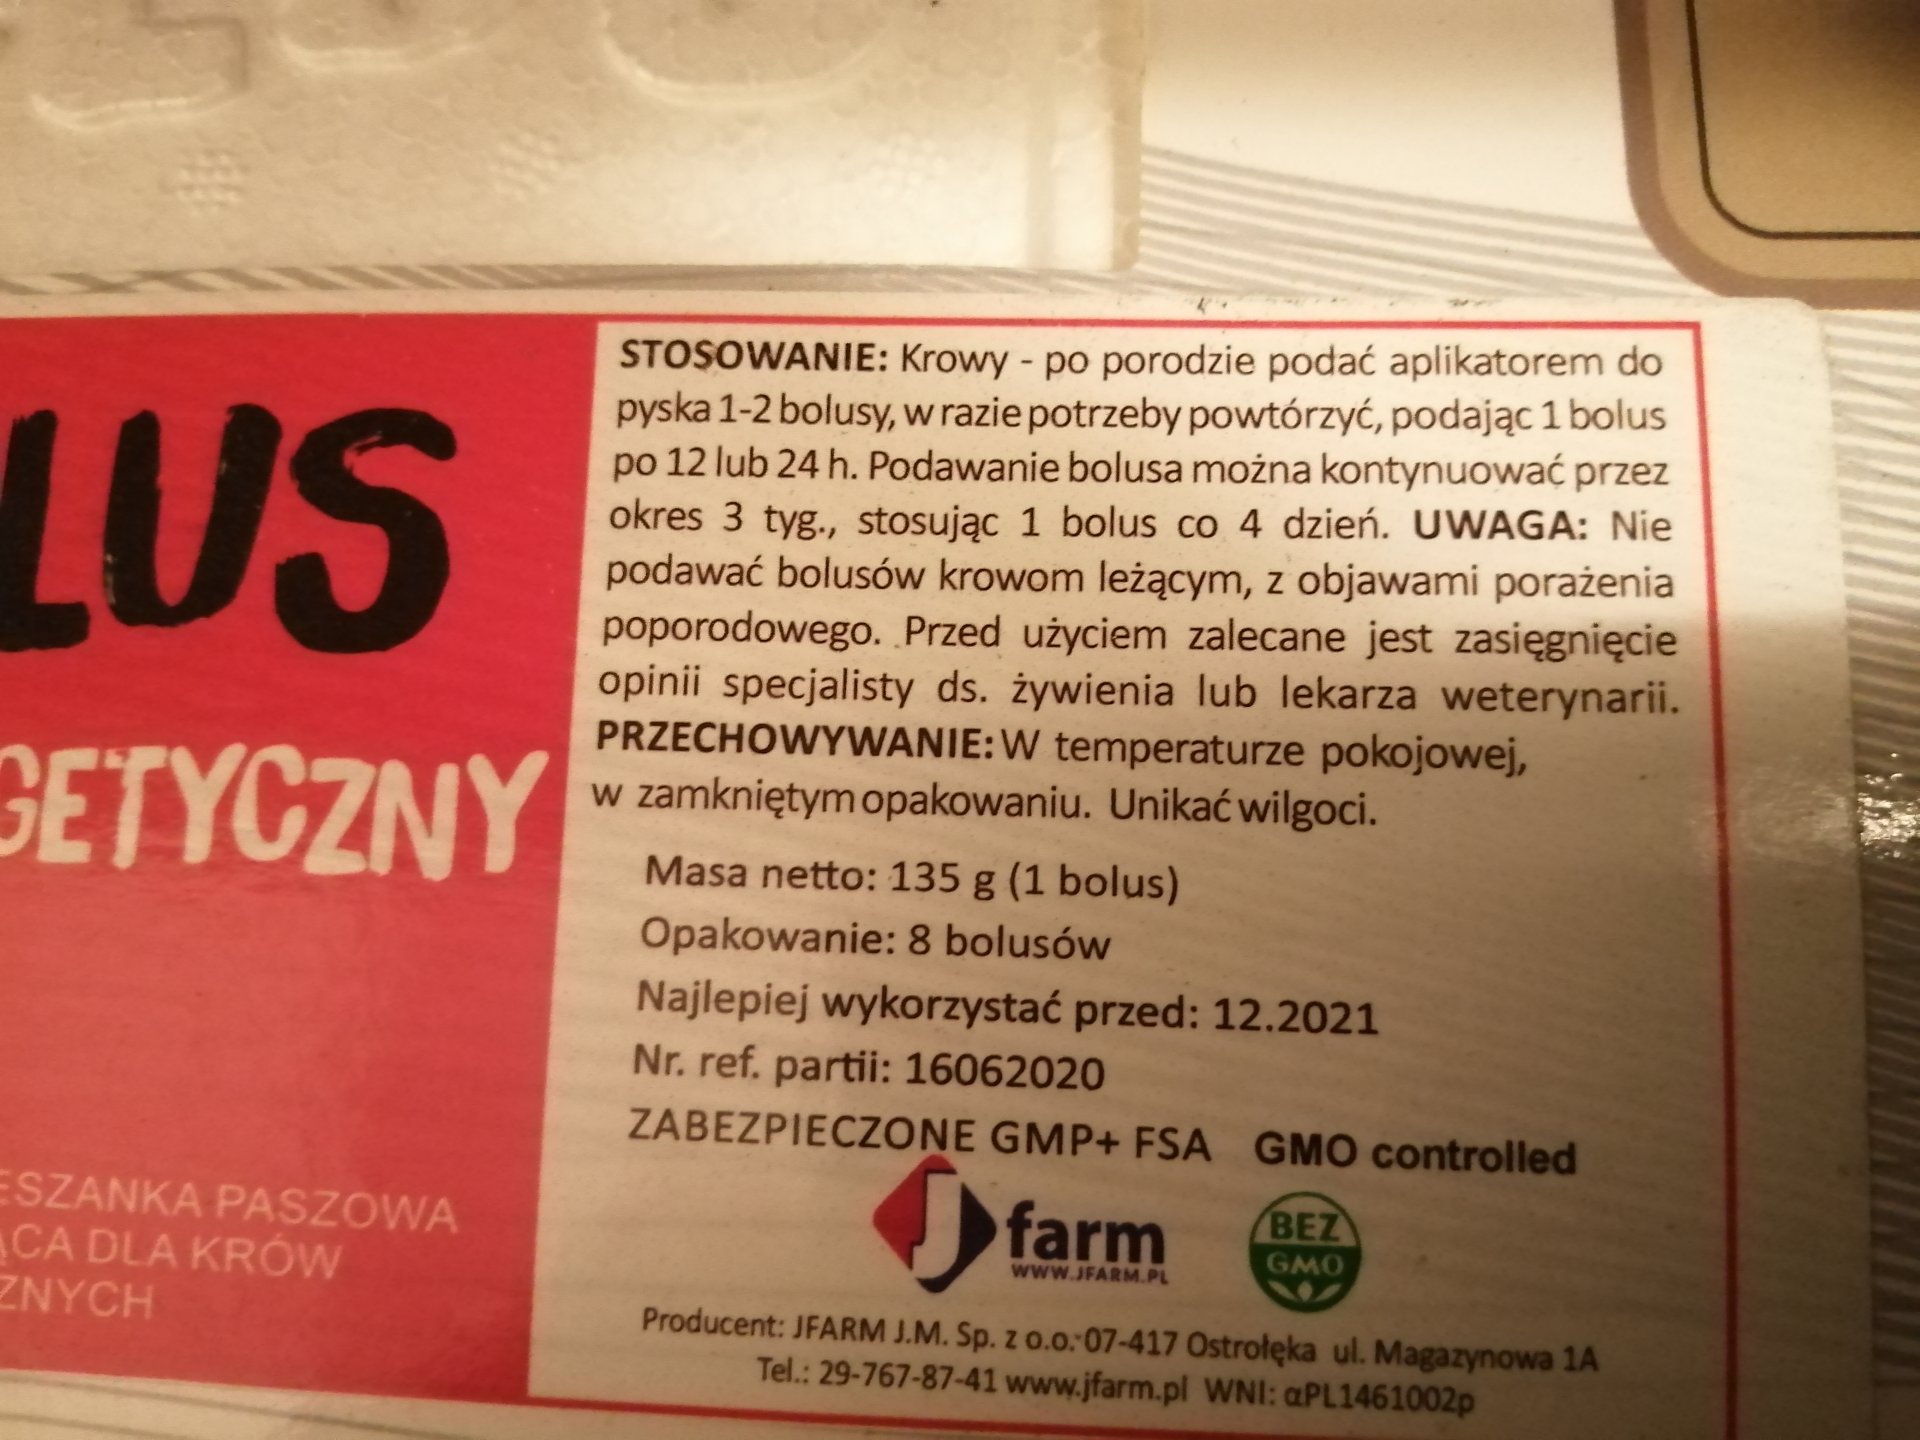 LUS
GETYCZNY
ESZANKA PASZOWA
ĄCA DLA KRÓW
ZNYCH
STOSOWANIE: Krowy - po porodzie podać aplikatorem do
pyska 1-2 bolusy, w razie potrzeby powtórzyć, podając 1 bolus
po 12 lub 24 h. Podawanie bolusa można kontynuować przez
okres 3 tyg., stosując 1 bolus co 4 dzień. UWAGA: Nie
podawać bolusów krowom leżącym, z objawami porażenia
poporodowego. Przed użyciem zalecane jest zasięgnięcie
opinii specjalisty ds. żywienia lub lekarza weterynarii.
PRZECHOWYWANIE: W temperaturze pokojowej,
w zamkniętym opakowaniu. Unikać wilgoci.
Masa netto: 135 g (1 bolus)
Opakowanie: 8 bolusów
Najlepiej wykorzystać przed: 12.2021
Nr. ref. partii: 16062020
ZABEZPIECZONE GMP+ FSA GMO controlled
J farm
WWW.JFARM.PL
BEZ
GMO
Producent: JFARM J.M. Sp. z o.o. 07-417 Ostrołęka ul. Magazynowa 1A
Tel.: 29-767-87-41 www.jfarm.pl WNI: αPL1461002p